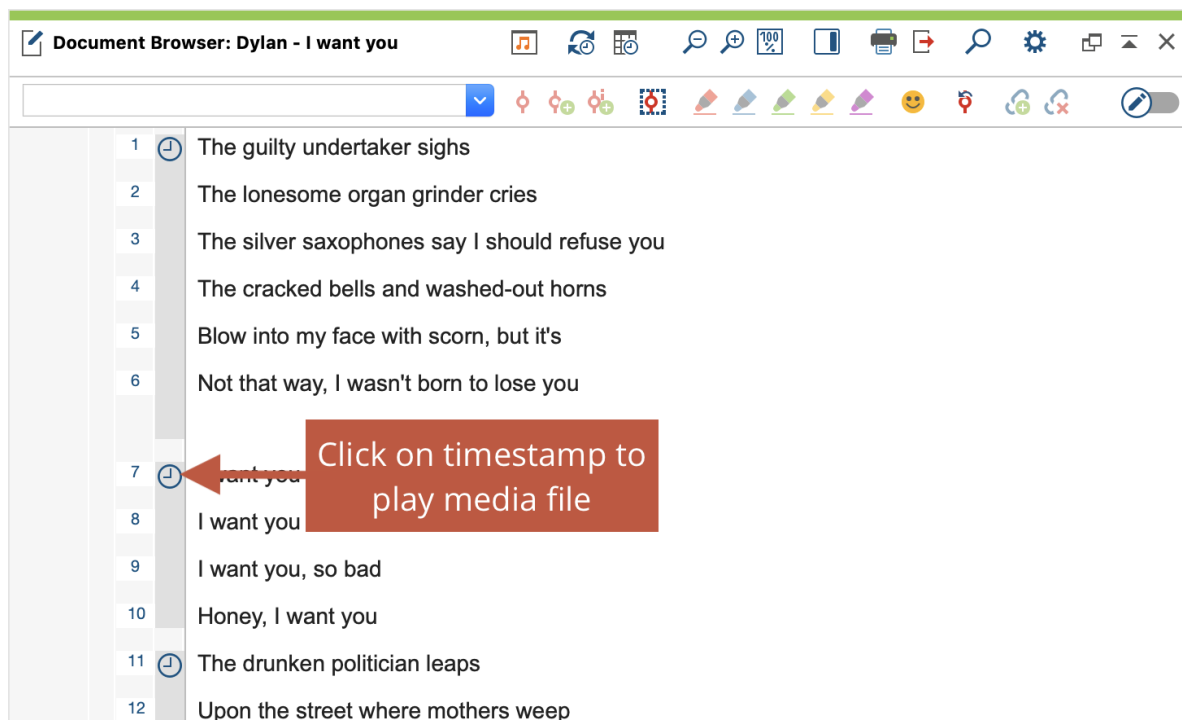 Document Browser: Dylan - I want you
100
%
1 The guilty undertaker sighs
2 The lonesome organ grinder cries
3 The silver saxophones say I should refuse you
4 The cracked bells and washed-out horns
5 Blow into my face with scorn, but it's
6 Not that way, I wasn't born to lose you
7 want you
Click on timestamp to
play media file
8 I want you
9 I want you, so bad
10 Honey, I want you
11 The drunken politician leaps
12 Upon the street where mothers weep